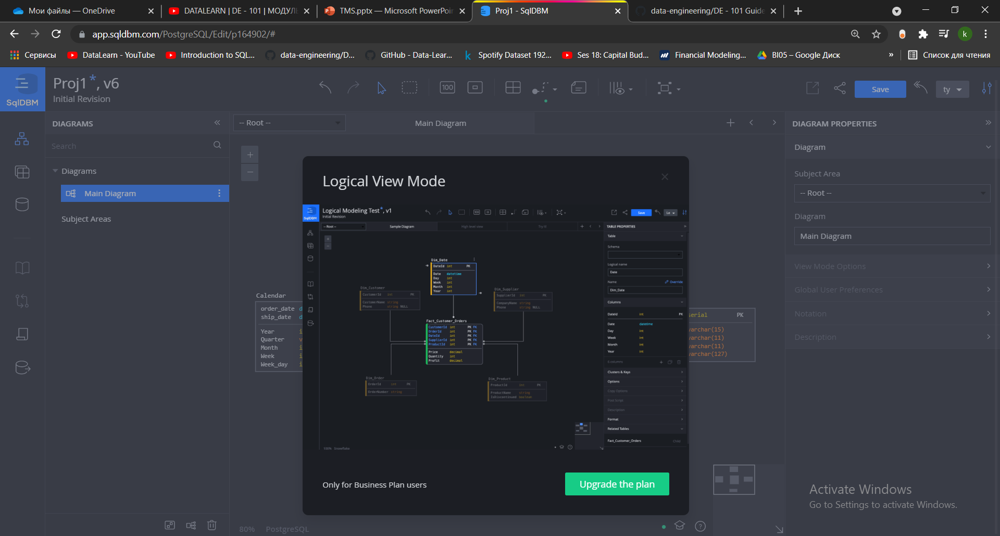 Мои файлы — OneDrive
DATALEARN | DE - 101 | МОДУЛЬ
TMS.pptx — Microsoft PowerPoin
Proj1 - SqlDBM
data-engineering/DE - 101 Guide
app.sqldbm.com/PostgreSQL/Edit/p164902/#
k
Сервисы
DataLearn - YouTube
Introduction to SQL...
data-engineering/D...
GitHub - Data-Lear...
Spotify Dataset 192...
Ses 18: Capital Bud...
Financial Modeling...
BI05 – Google Диск
»
Список для чтения
SqlDBM
Proj1*, v6
Initial Revision
100
Save
ty
DIAGRAMS
Search
Diagrams
Main Diagram
Subject Areas
-- Root --
Main Diagram
+
−
DIAGRAM PROPERTIES
Diagram
Subject Area
-- Root --
Diagram
Main Diagram
View Mode Options
Global User Preferences
Notation
Description
Calendar
order_date d
ship_date d
Year i
Quarter v
Month i
Week i
Week_day i
serial PK
varchar(15)
varchar(11)
varchar(11)
varchar(127)
Logical View Mode
SqlDBM
Logical Modeling Test*, v1
Initial Revision
Save
Le
-- Root --
Sample Diagram
High level view
Try it!
Dim_Date
DateId int PK
Date datetime
Day int
Week int
Month int
Year int
Dim_Customer
CustomerId int PK
CustomerName string
Phone string NULL
Dim_Supplier
SupplierId int PK
CompanyName string
Phone string NULL
Fact_Customer_Orders
CustomerId int PK FK
OrderId int PK FK
DateId int PK FK
SupplierId int PK FK
ProductId int PK FK
Price decimal
Quantity int
Profit decimal
Dim_Order
OrderId int PK
OrderNumber string
Dim_Product
ProductId int PK
ProductName string
IsDiscontinued boolean
100% Snowflake
TABLE PROPERTIES
Table
Schema
Logical name
Date
Name
Override
Dim_Date
Columns
DateId int PK
Date datetime
Day int
Week int
Month int
Year int
6 columns
Clusters & Keys
Options
Copy Options
Post Script
Description
Format
Related Tables
Fact_Customer_Orders Child
Only for Business Plan users
Upgrade the plan
80% PostgreSQL
Activate Windows
Go to Settings to activate Windows.